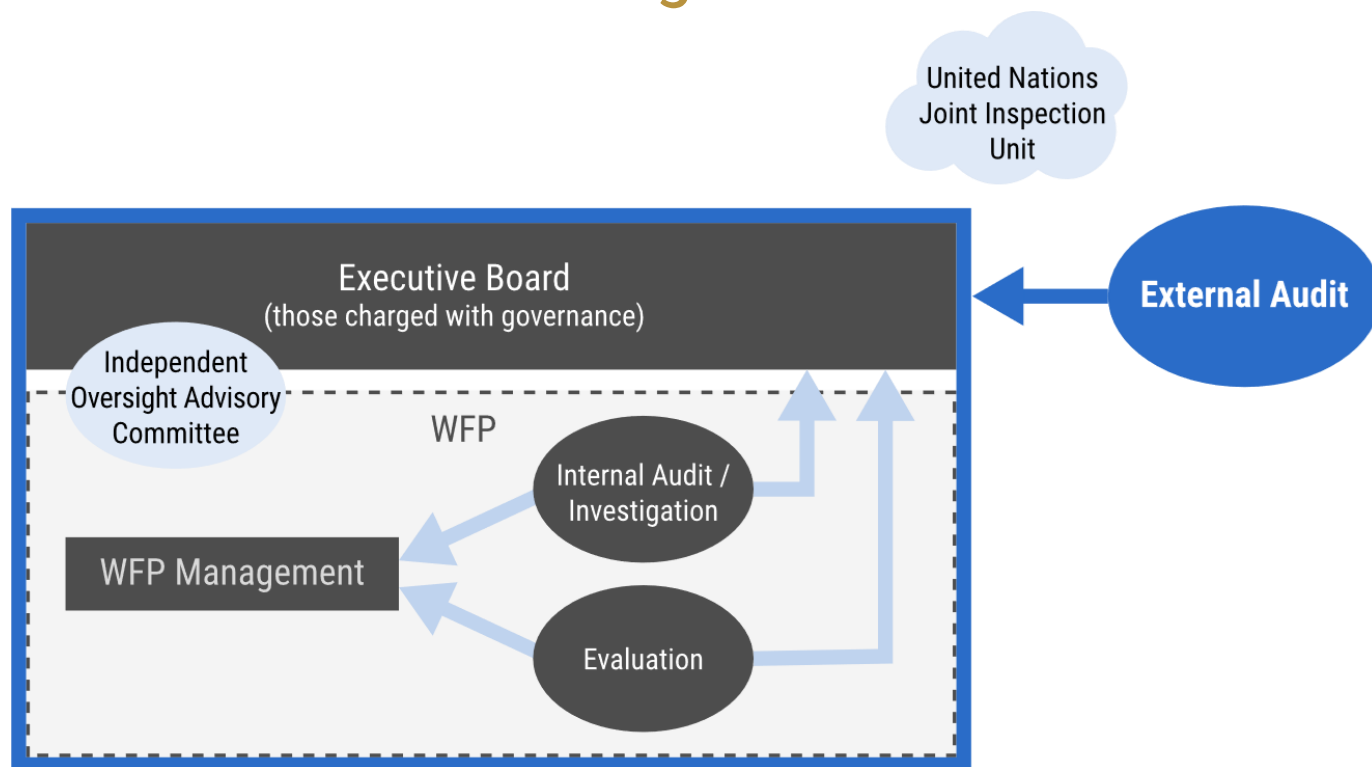 United Nations
Joint Inspection
Unit
Executive Board
(those charged with governance)
External Audit
Independent
Oversight Advisory
Committee
WFP
Internal Audit /
Investigation
WFP Management
Evaluation